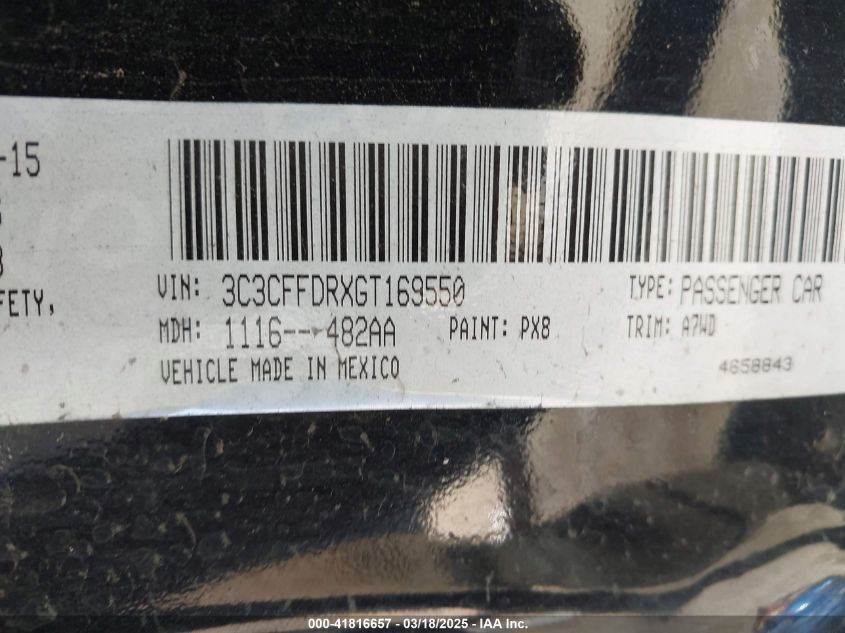 -15
FETY,
VIN: 3C3CFFDRXGT169550 TYPE: PASSENGER CAR
MDH: 1116-- 482AA PAINT: PX8 TRIM: A7WD
VEHICLE MADE IN MEXICO 4658843
000-41816657 - 03/18/2025 - IAA Inc.